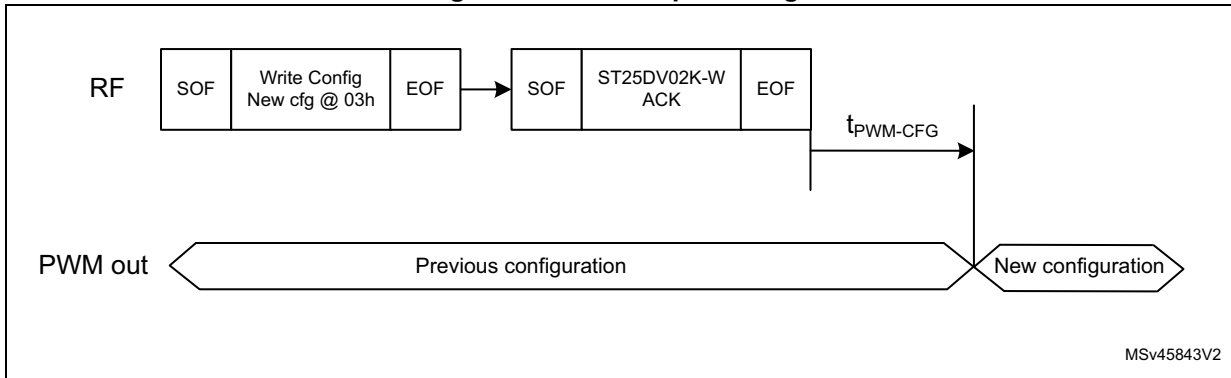 RF
SOF
Write Config
New cfg @ 03h
EOF
SOF
ST25DV02K-W
ACK
EOF
tPWM-CFG
PWM out
Previous configuration
New configuration
MSv45843V2